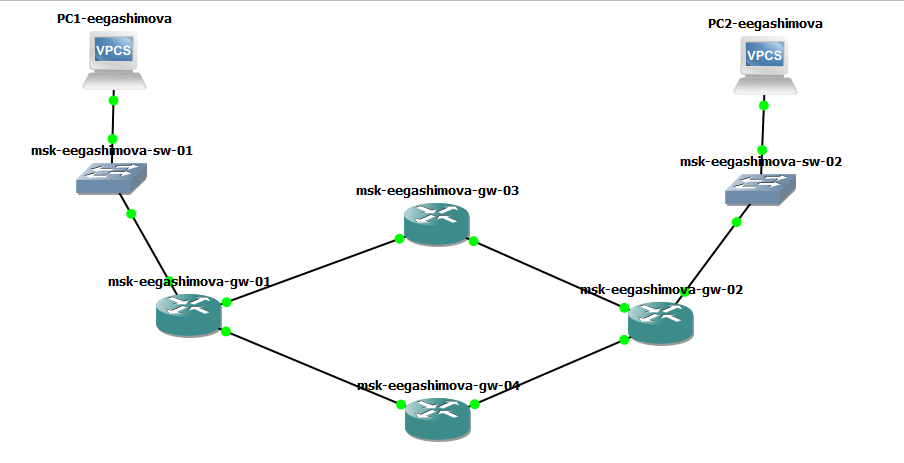 PC1-eegashimova
VPCS
PC2-eegashimova
VPCS
msk-eegashimova-sw-01
msk-eegashimova-sw-02
msk-eegashimova-gw-03
msk-eegashimova-gw-01
msk-eegashimova-gw-02
msk-eegashimova-gw-04